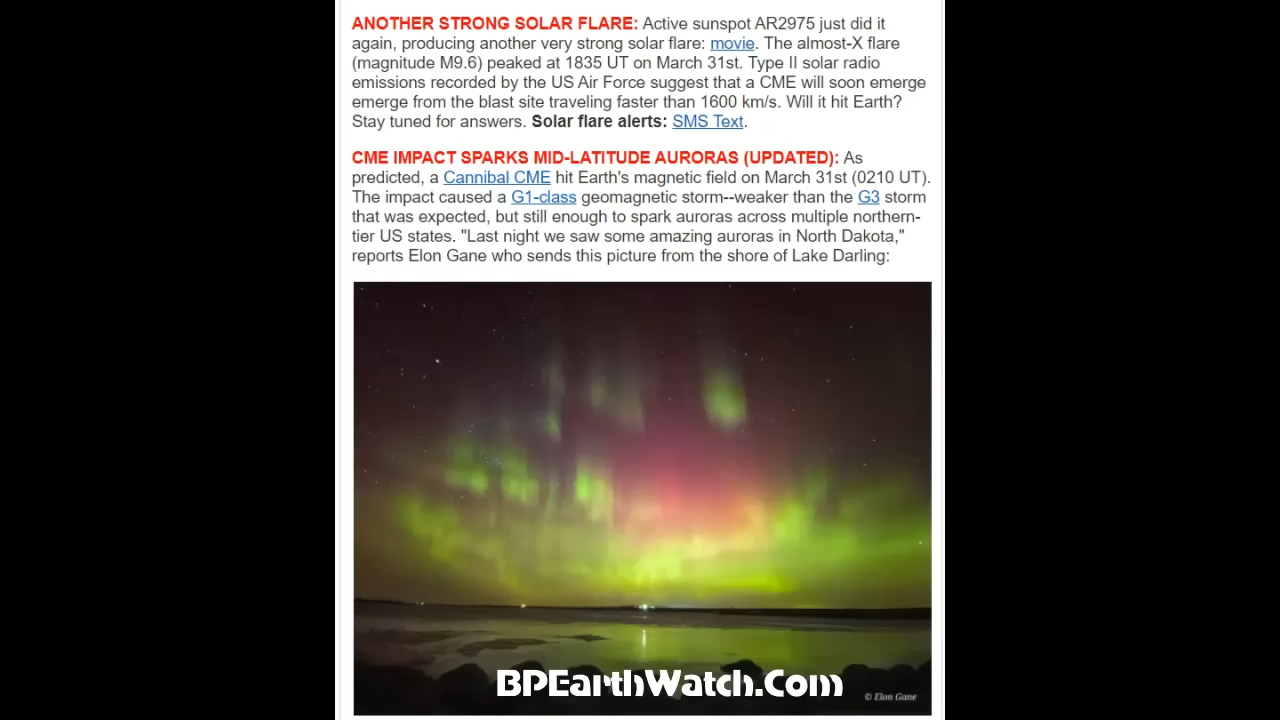 ANOTHER STRONG SOLAR FLARE: Active sunspot AR2975 just did it
again, producing another very strong solar flare: movie. The almost-X flare
(magnitude M9.6) peaked at 1835 UT on March 31st. Type II solar radio
emissions recorded by the US Air Force suggest that a CME will soon emerge
emerge from the blast site traveling faster than 1600 km/s. Will it hit Earth?
Stay tuned for answers. Solar flare alerts: SMS Text.
CME IMPACT SPARKS MID-LATITUDE AURORAS (UPDATED): As
predicted, a Cannibal CME hit Earth's magnetic field on March 31st (0210 UT).
The impact caused a G1-class geomagnetic storm--weaker than the G3 storm
that was expected, but still enough to spark auroras across multiple northern-
tier US states. "Last night we saw some amazing auroras in North Dakota,"
reports Elon Gane who sends this picture from the shore of Lake Darling:
BPEarthWatch.Com
© Elon Gane